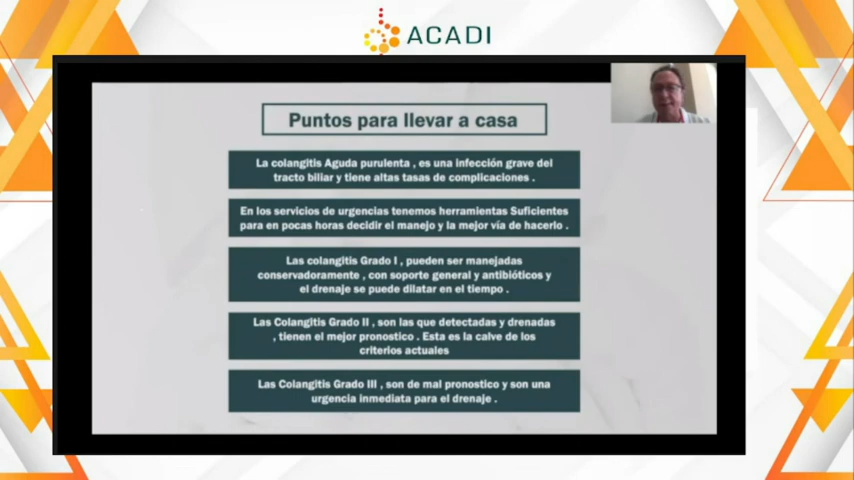 ACADI
Puntos para llevar a casa
La colangitis Aguda purulenta , es una infección grave del
tracto biliar y tiene altas tasas de complicaciones .
En los servicios de urgencias tenemos herramientas Suficientes
para en pocas horas decidir el manejo y la mejor vía de hacerlo .
Las colangitis Grado I , pueden ser manejadas
conservadoramente , con soporte general y antibióticos y
el drenaje se puede dilatar en el tiempo .
Las Colangitis Grado II , son las que detectadas y drenadas
, tienen el mejor pronostico . Esta es la calve de los
criterios actuales
Las Colangitis Grado III , son de mal pronostico y son una
urgencia inmediata para el drenaje .